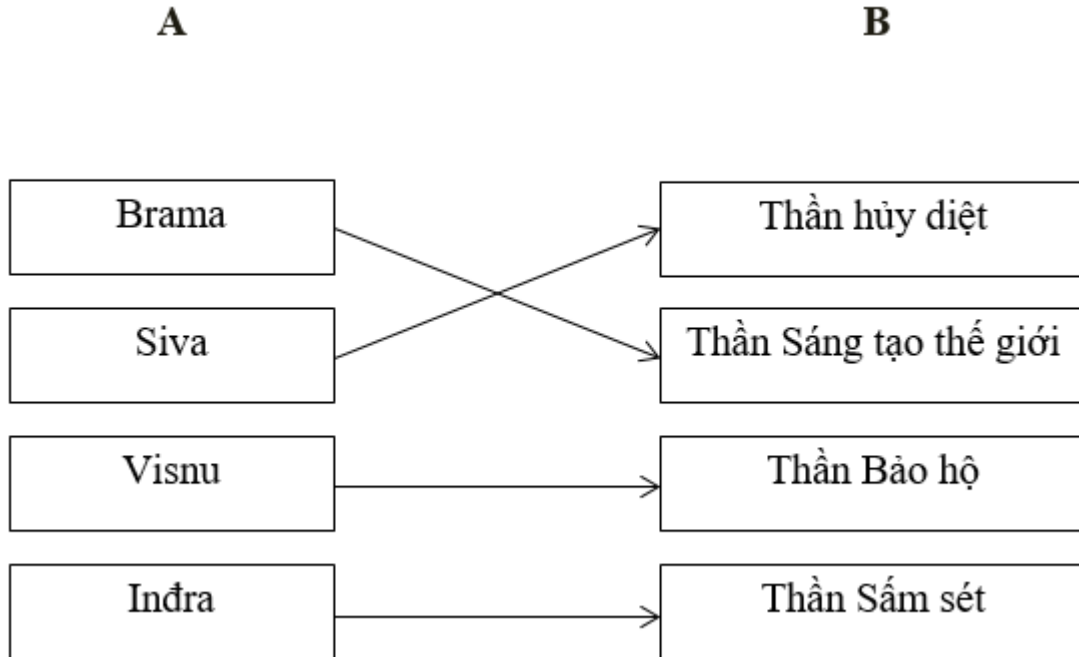 A
B
Brama
Thần hủy diệt
Siva
Thần Sáng tạo thế giới
Visnu
Thần Bảo hộ
Inđra
Thần Sấm sét